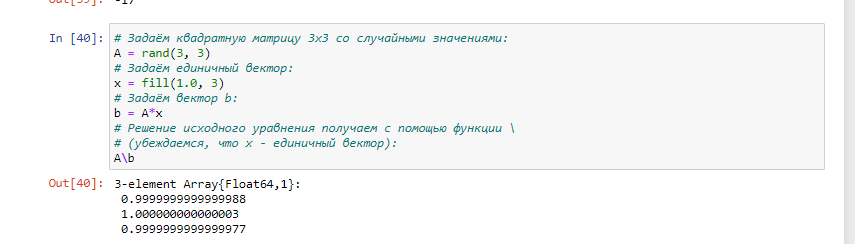 In [40]: # Задаём квадратную матрицу 3x3 со случайными значениями:
A = rand(3, 3)
# Задаём единичный вектор:
x = fill(1.0, 3)
# Задаём вектор b:
b = A*x
# Решение исходного уравнения получаем с помощью функции \
# (убеждаемся, что x - единичный вектор):
A\b
Out[40]: 3-element Array{Float64,1}:
0.9999999999999988
1.000000000000003
0.9999999999999977